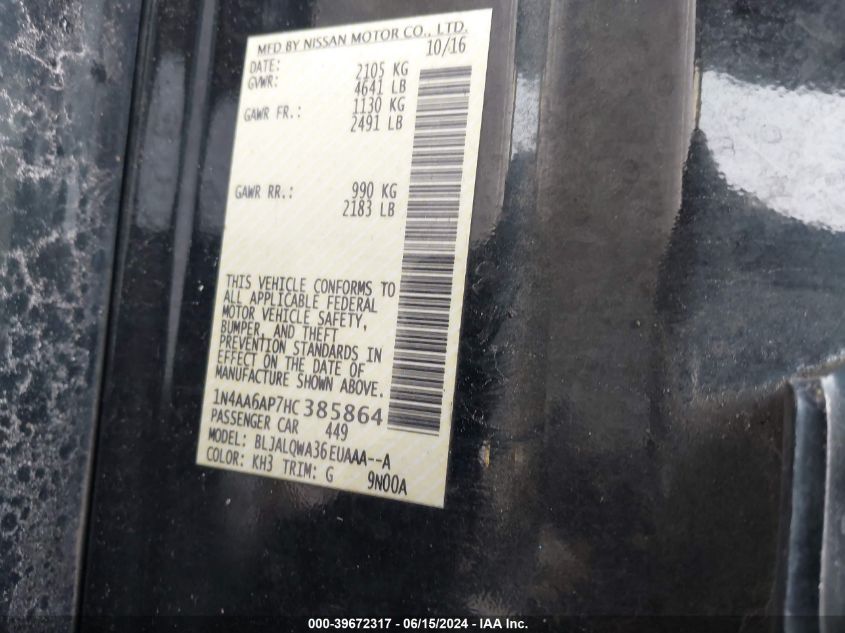 MFD BY NISSAN MOTOR CO., LTD.
DATE: 10/16
GVWR: 2105 KG
4641 LB
GAWR FR.: 1130 KG
2491 LB
GAWR RR.: 990 KG
2183 LB
THIS VEHICLE CONFORMS TO
ALL APPLICABLE FEDERAL
MOTOR VEHICLE SAFETY,
BUMPER, AND THEFT
PREVENTION STANDARDS IN
EFFECT ON THE DATE OF
MANUFACTURE SHOWN ABOVE.
1N4AA6AP7HC385864
PASSENGER CAR 449
MODEL: BLJALQWA36EUAAA--A
COLOR: KH3 TRIM: G 9N00A
000-39672317 - 06/15/2024 - IAA Inc.